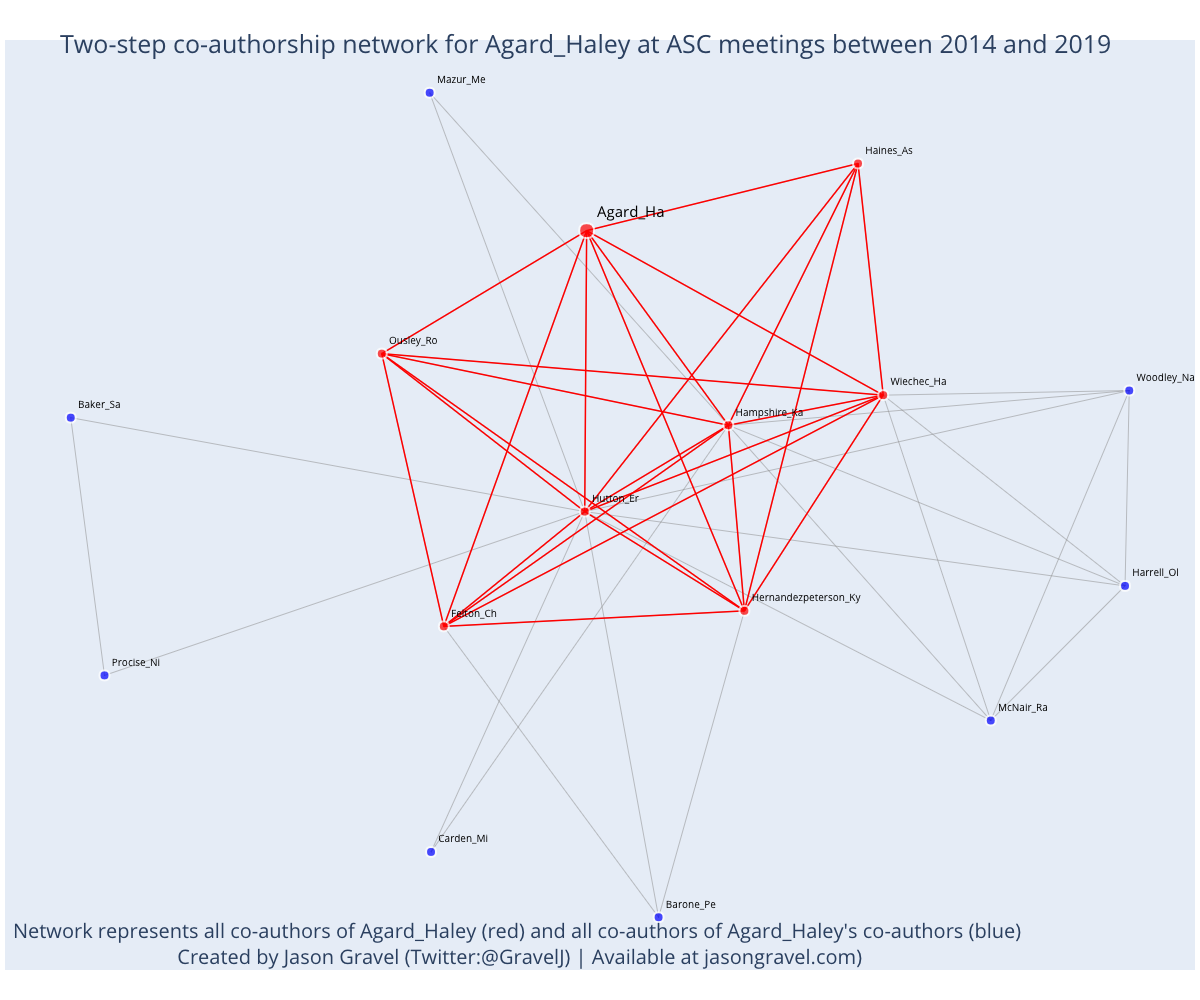 Two-step co-authorship network for Agard_Haley at ASC meetings between 2014 and 2019
Mazur_Me
Haines_As
Agard_Ha
Ousley_Ro
Wiechec_Ha
Woodley_Na
Baker_Sa
Hampshire_Ka
Hutton_Er
Harrell_Ol
Hernandezpeterson_Ky
Felton_Ch
Procise_Ni
McNair_Ra
Carden_Mi
Barone_Pe
Network represents all co-authors of Agard_Haley (red) and all co-authors of Agard_Haley's co-authors (blue)
Created by Jason Gravel (Twitter:@GravelJ) | Available at jasongravel.com)